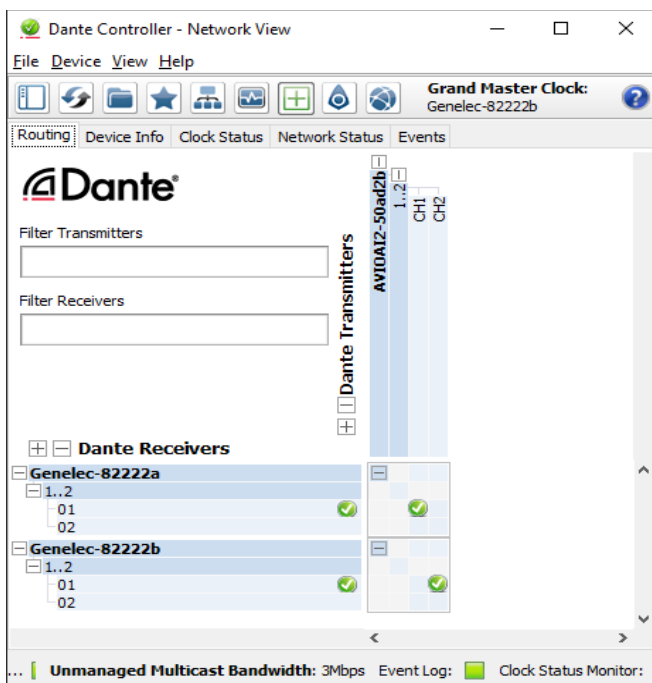 Dante Controller - Network View
File Device View Help
Grand Master Clock:
Genelec-82222b
Routing Device Info Clock Status Network Status Events
Dante®
Filter Transmitters
Filter Receivers
Dante Transmitters
AVIOAI2-50ad2b
1..2
CH1
CH2
Dante Receivers
Genelec-82222a
1..2
01
02
Genelec-82222b
1..2
01
02
... Unmanaged Multicast Bandwidth: 3Mbps Event Log: Clock Status Monitor: